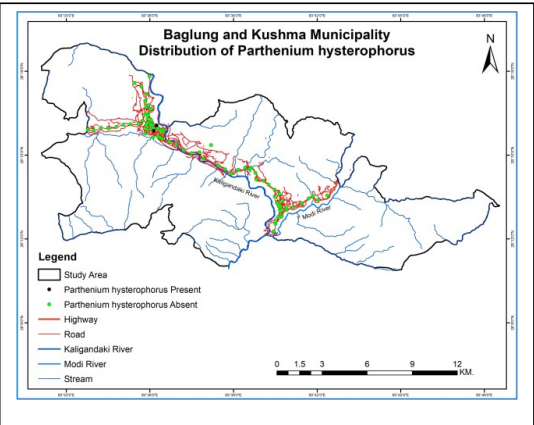 Baglung and Kushma Municipality
Distribution of Parthenium hysterophorus
N
Kaligandaki River
Modi River
Legend
Study Area
Parthenium hysterophorus Present
Parthenium hysterophorus Absent
Highway
Road
Kaligandaki River
Modi River
Stream
0 1.5 3 6 9 12
KM.